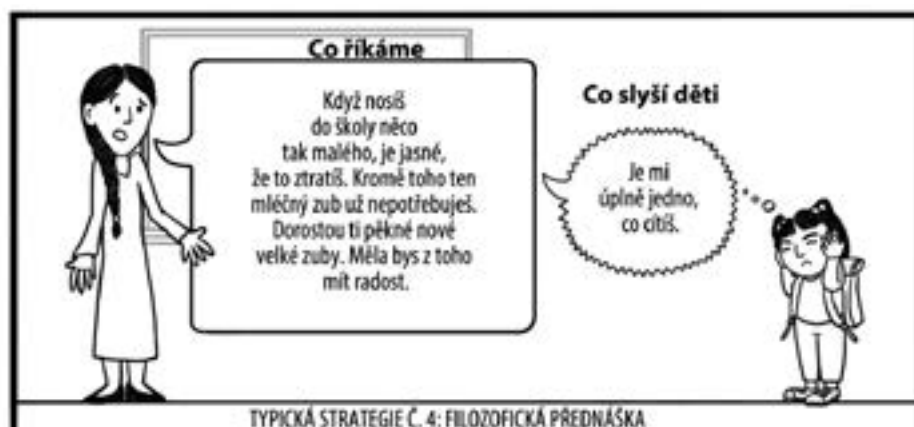 Co říkáme
Když nosíš
do školy něco
tak malého, je jasné,
že to ztratíš. Kromě toho ten
mléčný zub už nepotřebuješ.
Dorostou ti pěkné nové
velké zuby. Měla bys z toho
mít radost.
Co slyší děti
Je mi
úplně jedno,
co cítíš.
TYPICKÁ STRATEGIE Č. 4: FILOZOFICKÁ PŘEDNÁŠKA